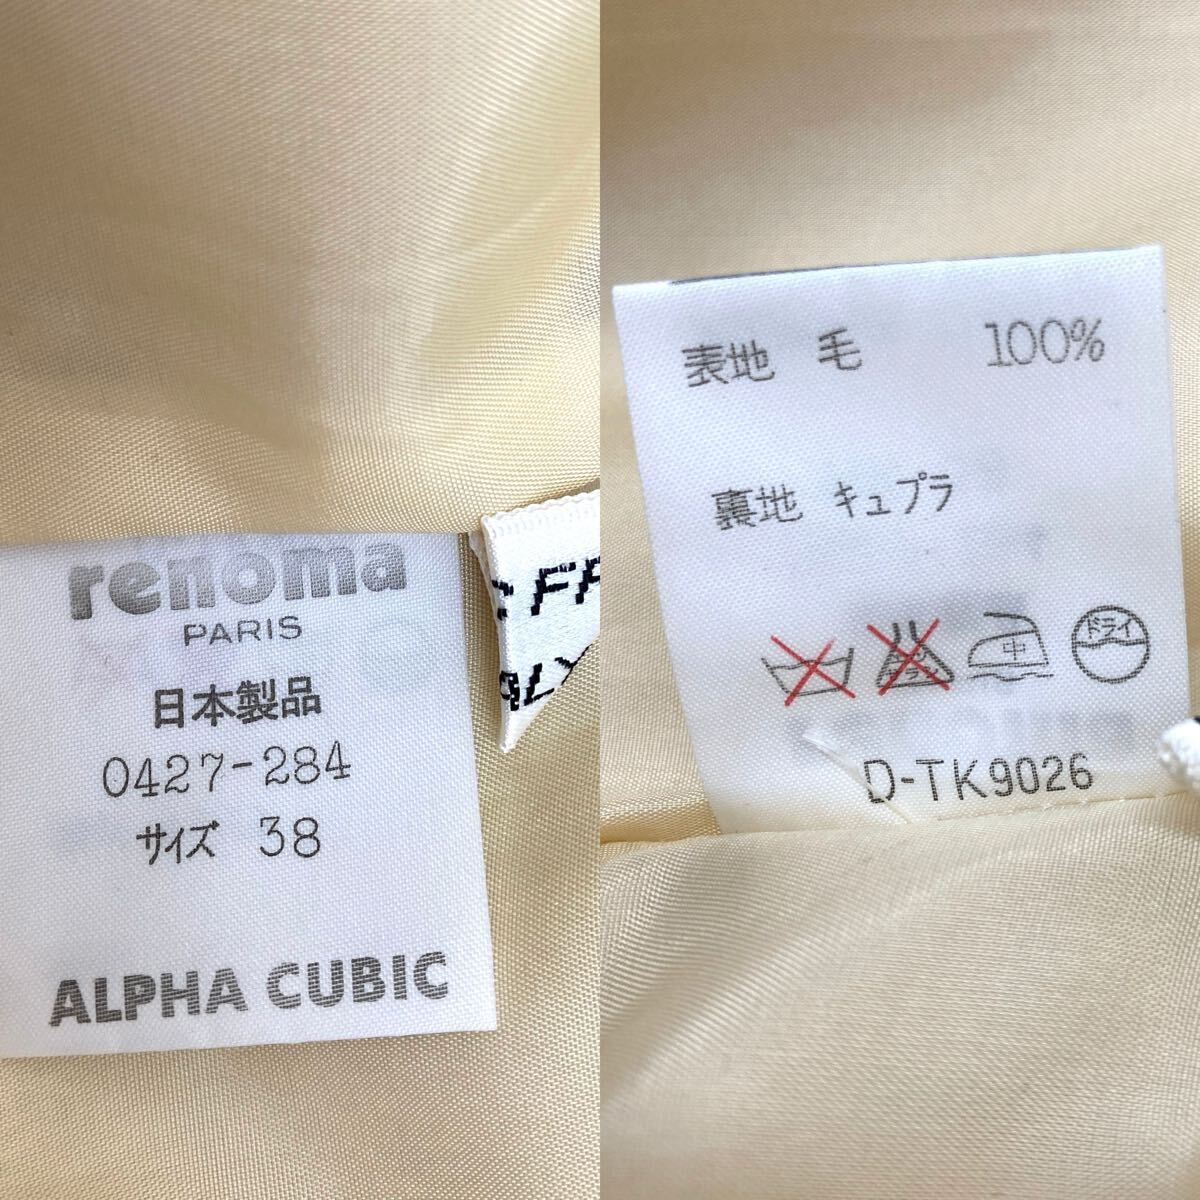 renoma
PARIS
日本製品
0427-284
サイズ 38
ALPHA CUBIC
表地 毛 100%
裏地 キュプラ
中
ドライ
D-TK9026